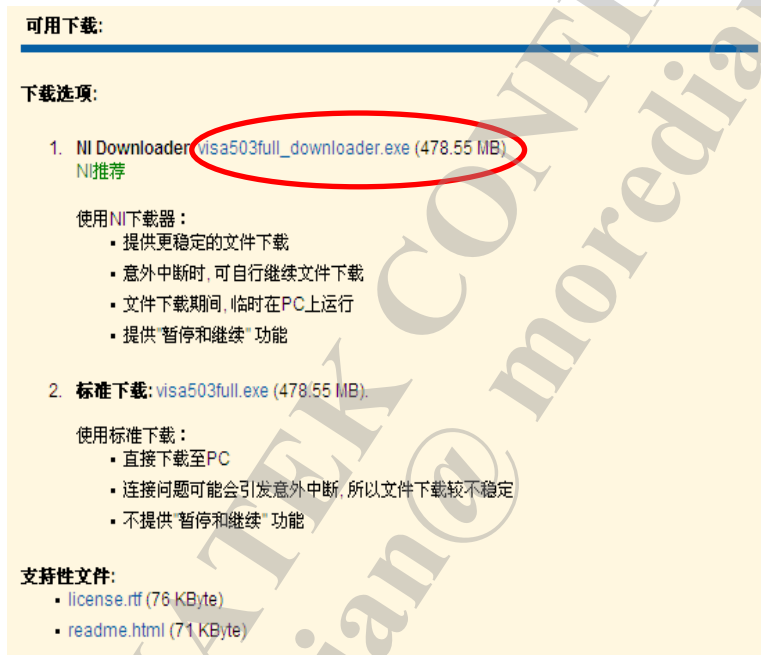 可用下载:
下载选项:
1. NI Downloader: visa503full_downloader.exe (478.55 MB)
NI推荐
使用NI下载器：
▪ 提供更稳定的文件下载
▪ 意外中断时, 可自行继续文件下载
▪ 文件下载期间, 临时在PC上运行
▪ 提供"暂停和继续" 功能
2. 标准下载: visa503full.exe (478.55 MB).
使用标准下载：
▪ 直接下载至PC
▪ 连接问题可能会引发意外中断, 所以文件下载较不稳定
▪ 不提供"暂停和继续" 功能
支持性文件:
▪ license.rtf (76 KByte)
▪ readme.html (71 KByte)